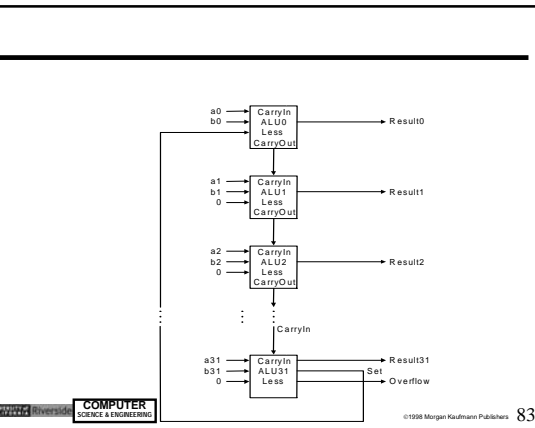 a0 CarryIn
b0 ALU0 Result0
Less
CarryOut
a1 CarryIn
b1 ALU1 Result1
0 Less
CarryOut
a2 CarryIn
b2 ALU2 Result2
0 Less
CarryOut
CarryIn
a31 CarryIn Result31
b31 ALU31 Set
0 Less Overflow
Riverside
COMPUTER
SCIENCE & ENGINEERING
©1998 Morgan Kaufmann Publishers 83